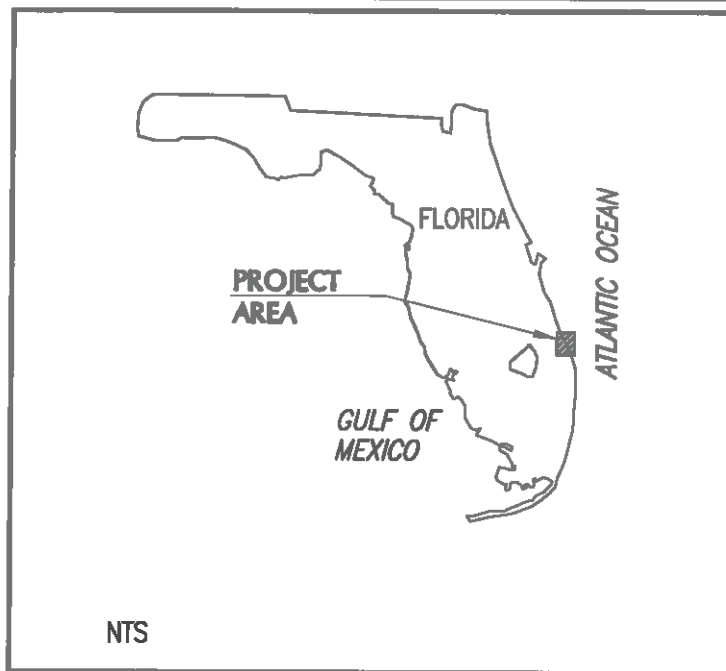 FLORIDA
ATLANTIC OCEAN
PROJECT
AREA
GULF OF
MEXICO
NTS